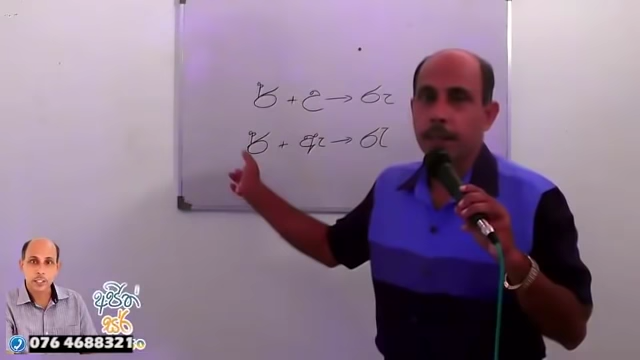 ර් + උ → රු
ර් + ඇ → රැ
අජිත්
සර්
076 4688321